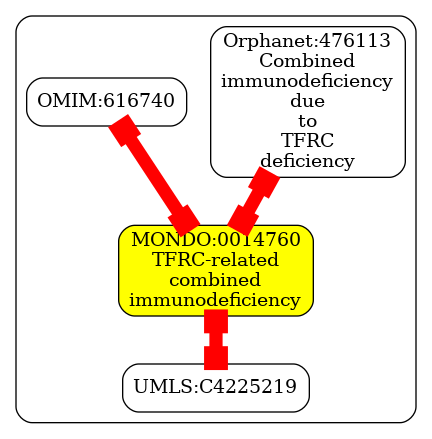 OMIM:616740
Orphanet:476113
Combined
immunodeficiency
due
to
TFRC
deficiency
MONDO:0014760
TFRC-related
combined
immunodeficiency
UMLS:C4225219